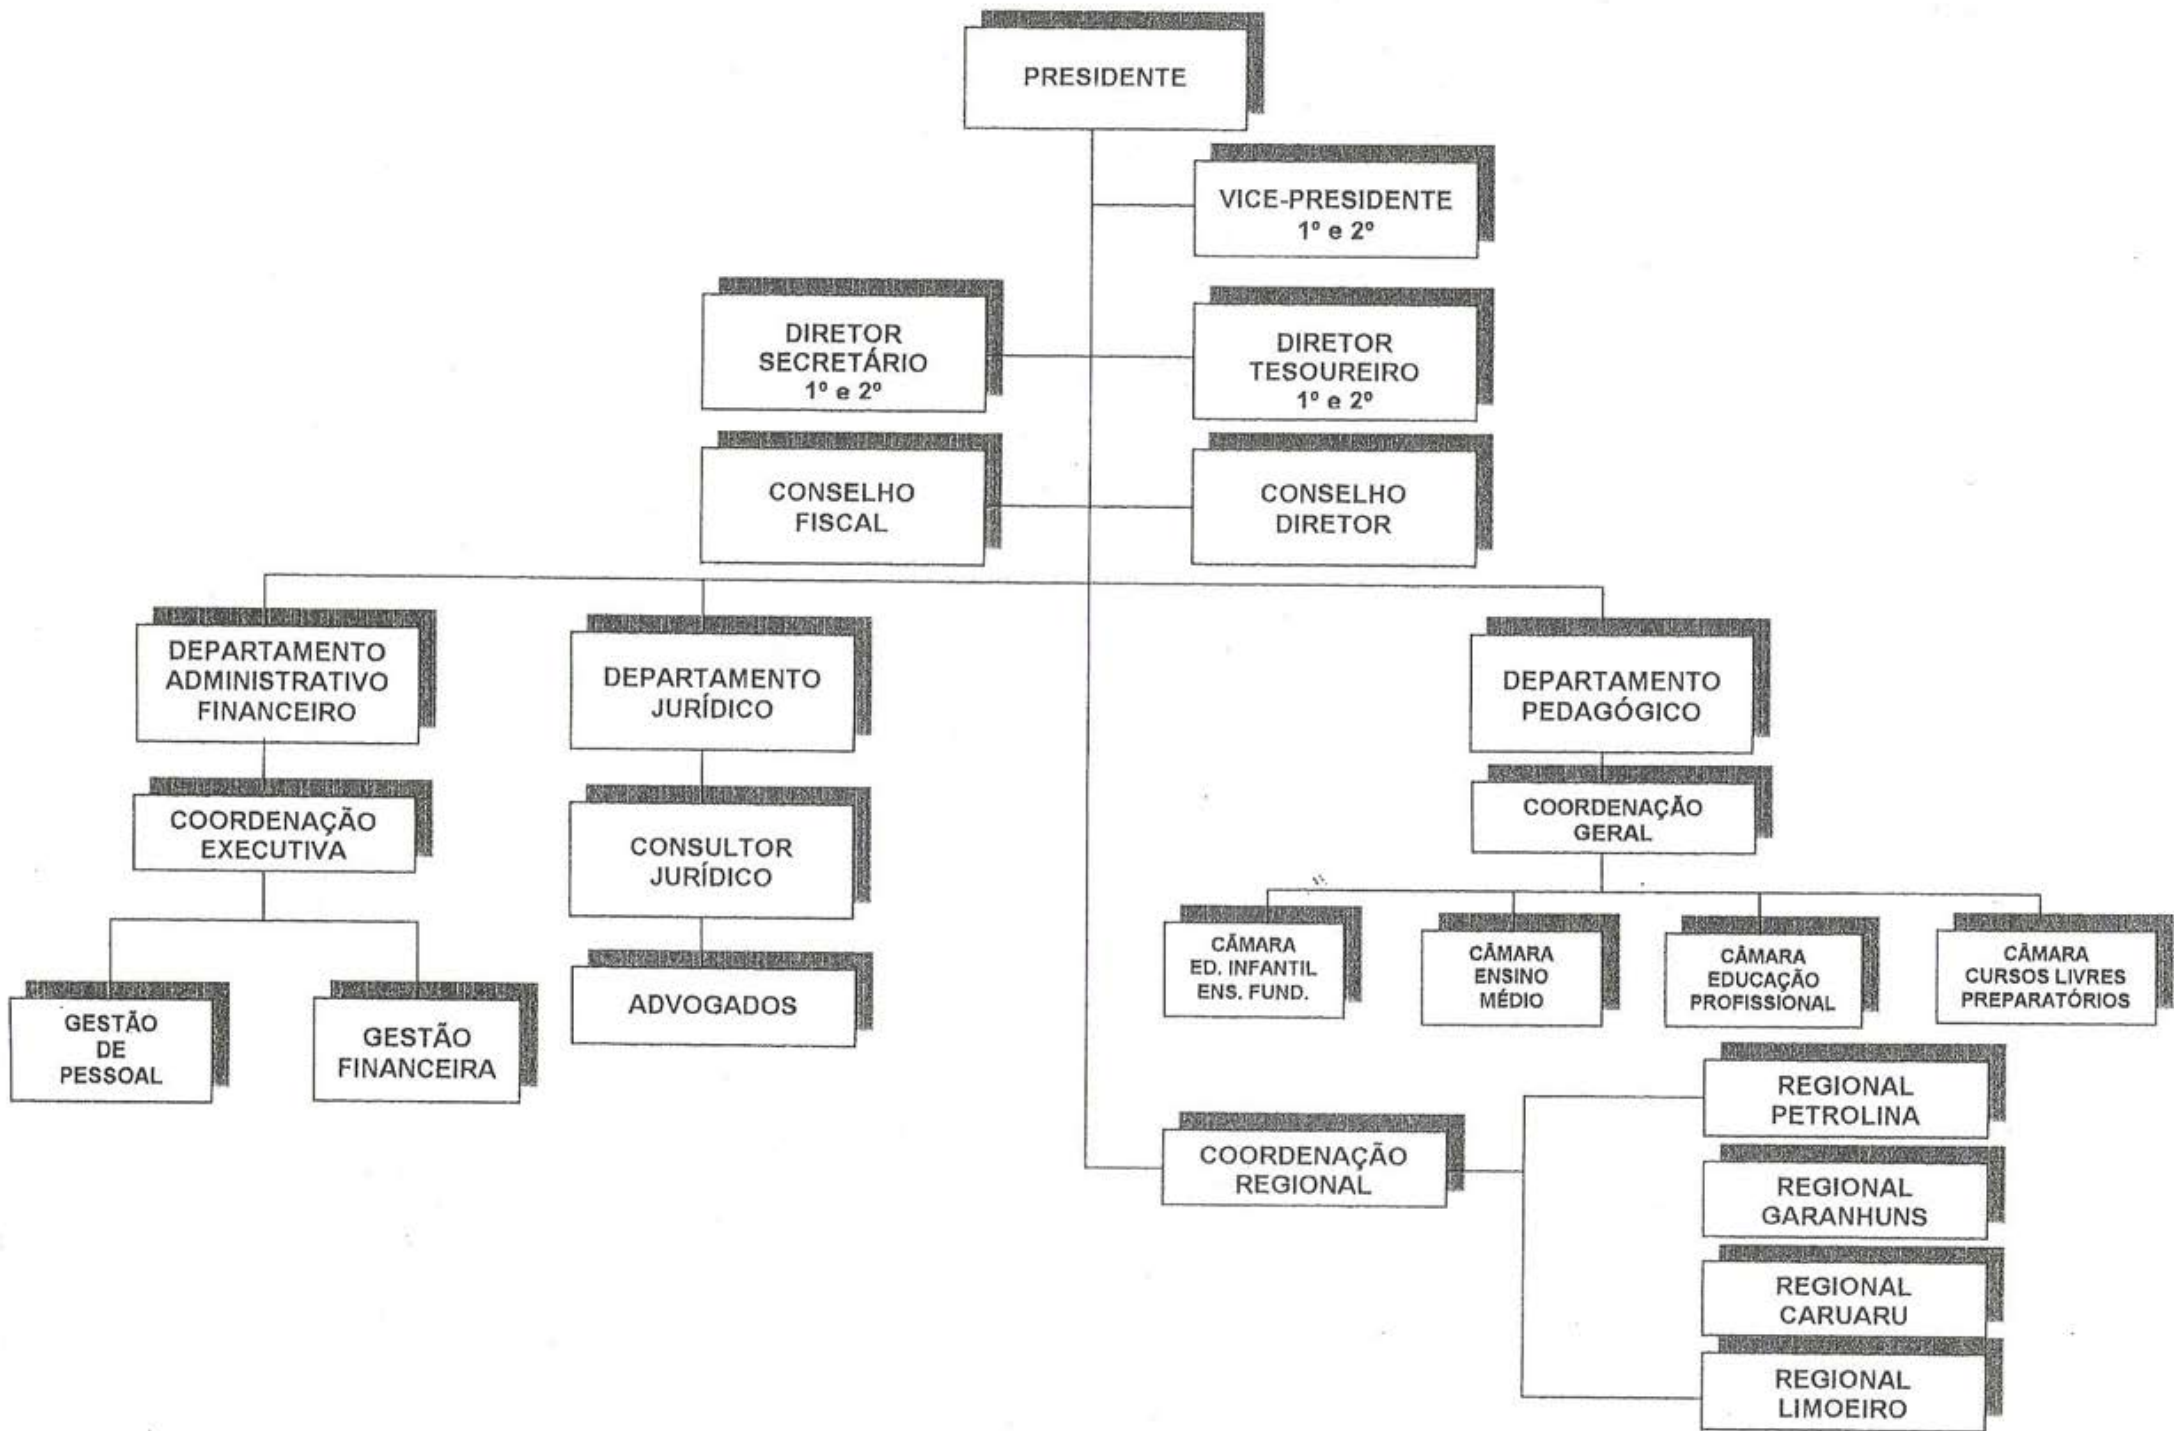 PRESIDENTE
VICE-PRESIDENTE
1º e 2º
DIRETOR
SECRETÁRIO
1º e 2º
DIRETOR
TESOUREIRO
1º e 2º
CONSELHO
FISCAL
CONSELHO
DIRETOR
DEPARTAMENTO
ADMINISTRATIVO
FINANCEIRO
DEPARTAMENTO
JURÍDICO
DEPARTAMENTO
PEDAGÓGICO
COORDENAÇÃO
EXECUTIVA
CONSULTOR
JURÍDICO
COORDENAÇÃO
GERAL
GESTÃO
DE
PESSOAL
GESTÃO
FINANCEIRA
ADVOGADOS
CÂMARA
ED. INFANTIL
ENS. FUND.
CÂMARA
ENSINO
MÉDIO
CÂMARA
EDUCAÇÃO
PROFISSIONAL
CÂMARA
CURSOS LIVRES
PREPARATÓRIOS
COORDENAÇÃO
REGIONAL
REGIONAL
PETROLINA
REGIONAL
GARANHUNS
REGIONAL
CARUARU
REGIONAL
LIMOEIRO